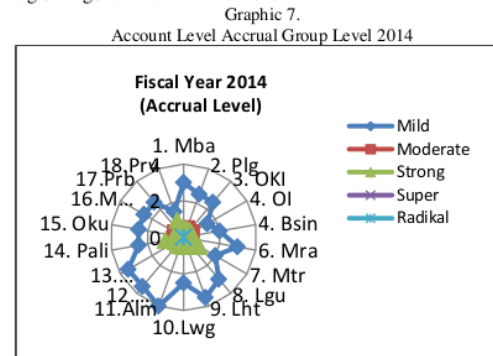 Graphic 7.
Account Level Accrual Group Level 2014
Fiscal Year 2014
(Accrual Level)
1. Mba
2. Plg
3. OKI
4. OI
4. Bsin
6. Mra
7. Mtr
8. Lgu
9. Lht
10.Lwg
11.Alm
12....
13....
14. Pali
15. Oku
16.M...
17.Prb
18.Prv
4
2
0
Mild
Moderate
Strong
Super
Radikal